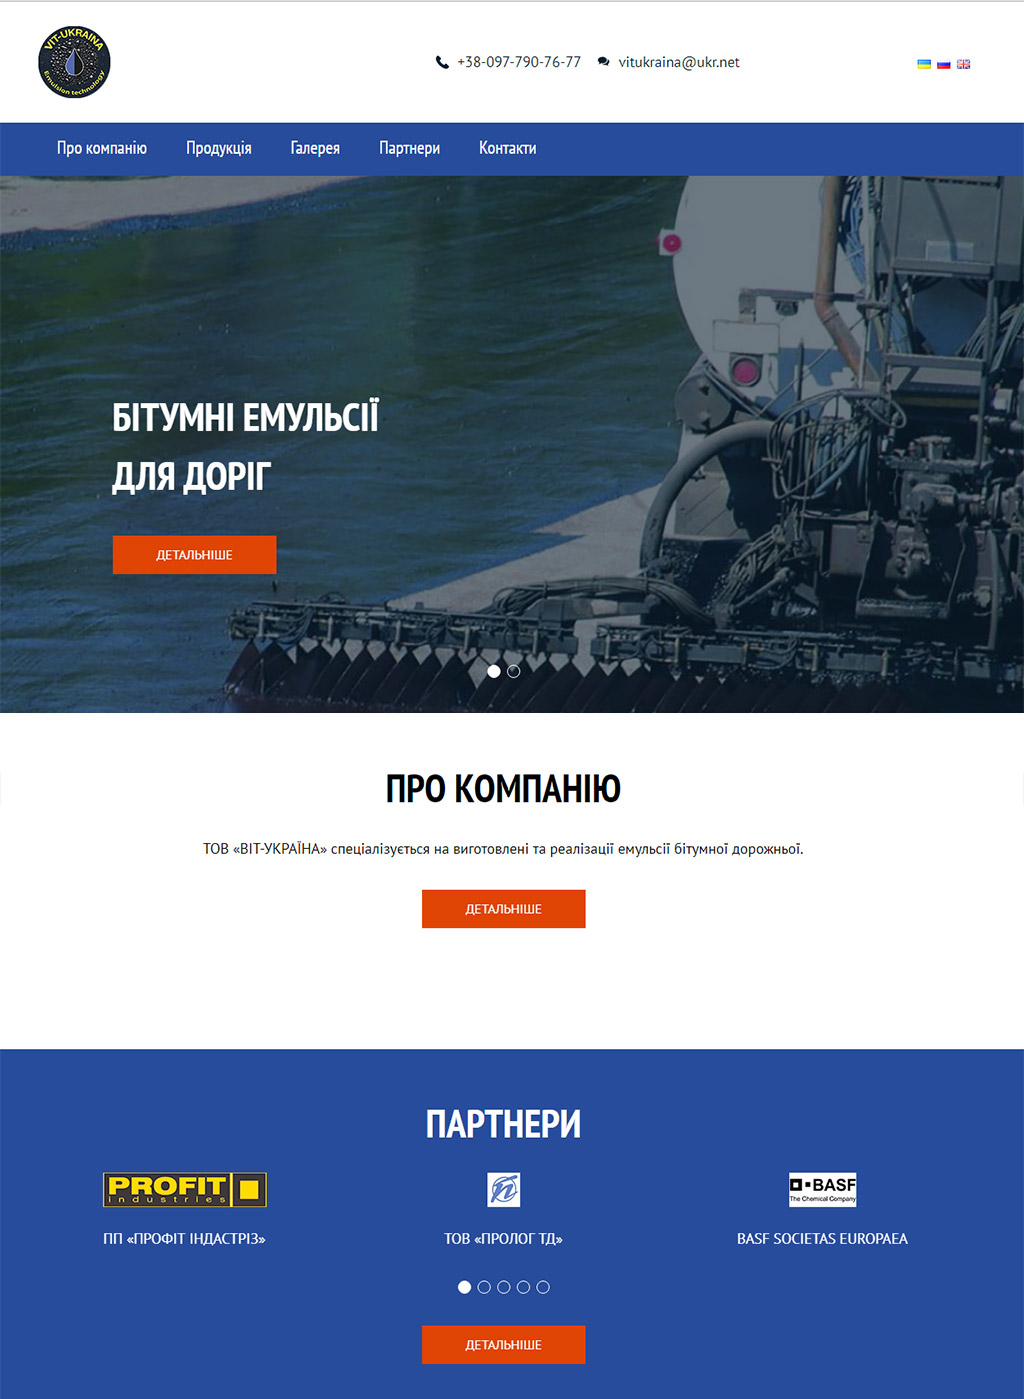 VIT-UKRAINA
Emulsion technology
+38-097-790-76-77
vitukraina@ukr.net
Про компанію
Продукція
Галерея
Партнери
Контакти
БІТУМНІ ЕМУЛЬСІЇ
ДЛЯ ДОРІГ
ДЕТАЛЬНІШЕ
ПРО КОМПАНІЮ
ТОВ «ВІТ-УКРАЇНА» спеціалізується на виготовлені та реалізації емульсії бітумної дорожньої.
ДЕТАЛЬНІШЕ
ПАРТНЕРИ
PROFIT
industries
BASF
The Chemical Company
ПП «ПРОФІТ ІНДАСТРІЗ»
ТОВ «ПРОЛОГ ТД»
BASF SOCIETAS EUROPAEA
ДЕТАЛЬНІШЕ